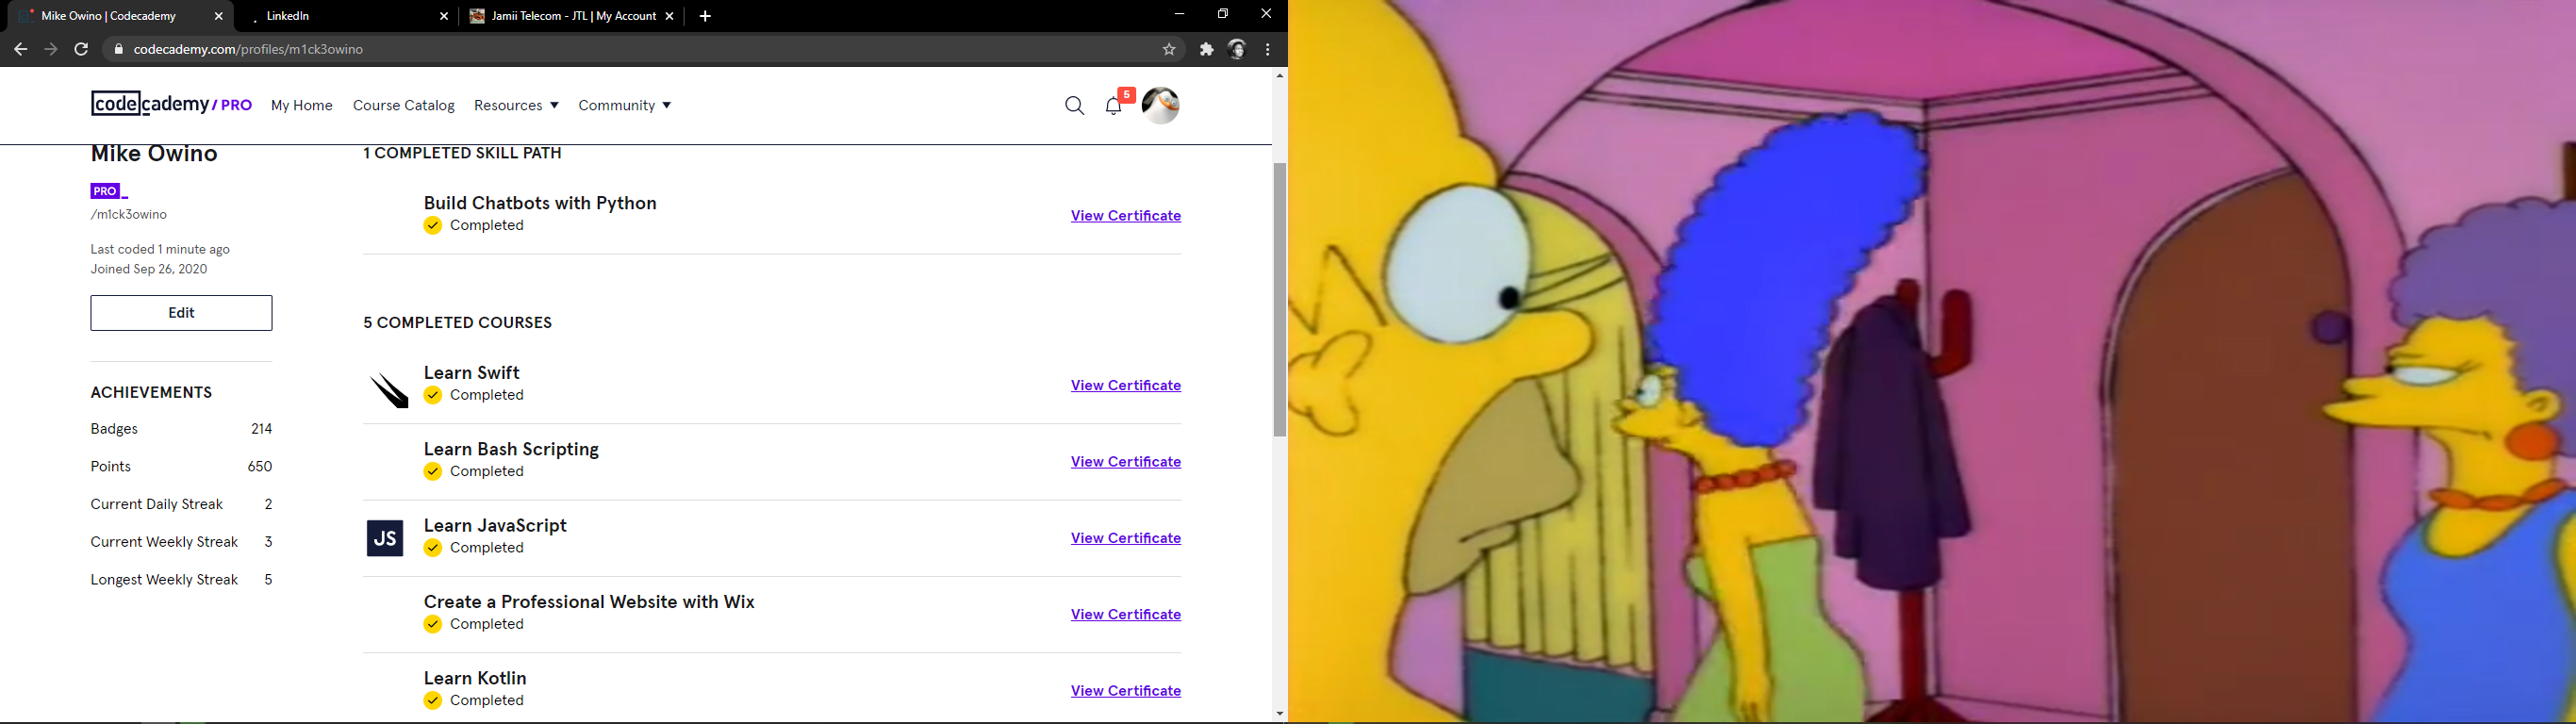 Mike Owino | Codecademy
LinkedIn
Jamii Telecom - JTL | My Account
codecademy.com/profiles/m1ck3owino
codecademy / PRO My Home Course Catalog Resources Community
5
Mike Owino
PRO
/m1ck3owino
Last coded 1 minute ago
Joined Sep 26, 2020
Edit
ACHIEVEMENTS
Badges 214
Points 650
Current Daily Streak 2
Current Weekly Streak 3
Longest Weekly Streak 5
1 COMPLETED SKILL PATH
Build Chatbots with Python
Completed
View Certificate
5 COMPLETED COURSES
Learn Swift
Completed
View Certificate
Learn Bash Scripting
Completed
View Certificate
JS
Learn JavaScript
Completed
View Certificate
Create a Professional Website with Wix
Completed
View Certificate
Learn Kotlin
Completed
View Certificate